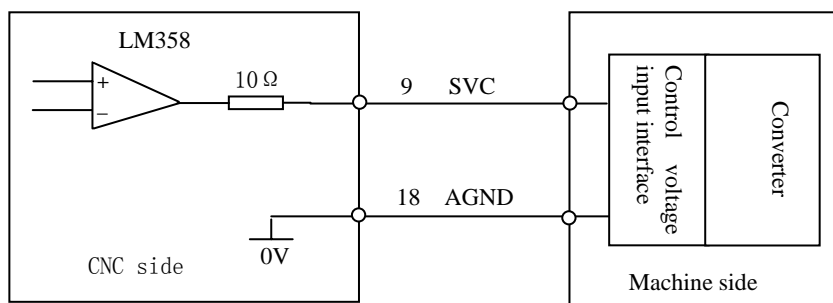 LM358
+
−
10Ω
9 SVC
18 AGND
0V
CNC side
Control voltage
input interface
Converter
Machine side